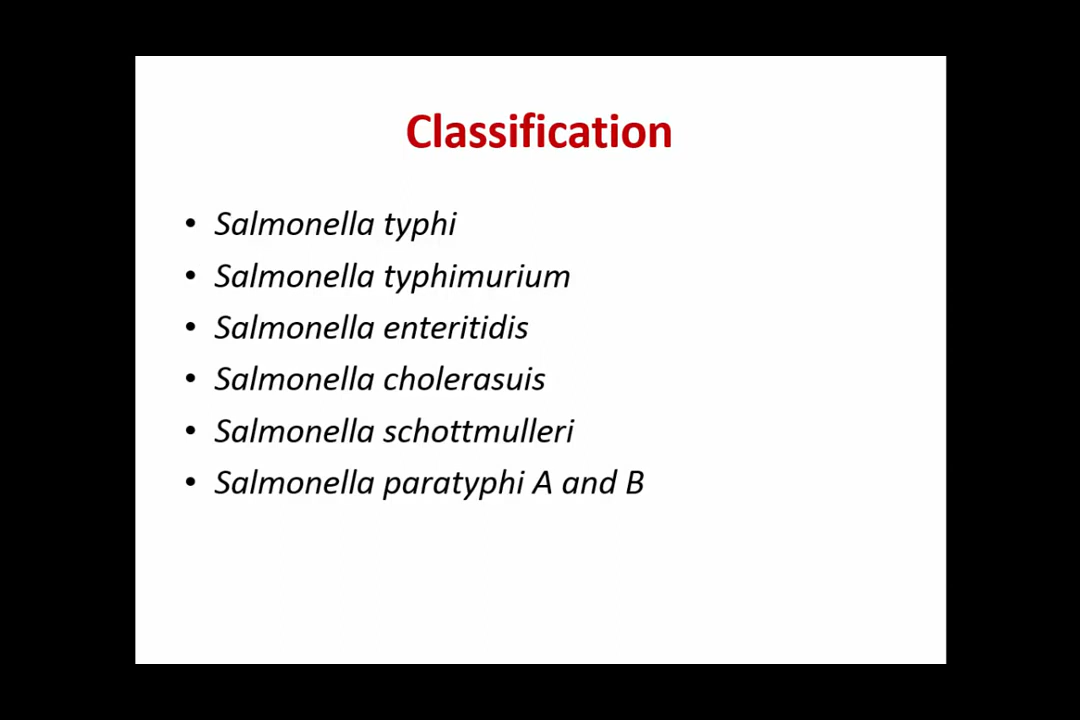 Classification
• Salmonella typhi
• Salmonella typhimurium
• Salmonella enteritidis
• Salmonella cholerasuis
• Salmonella schottmulleri
• Salmonella paratyphi A and B